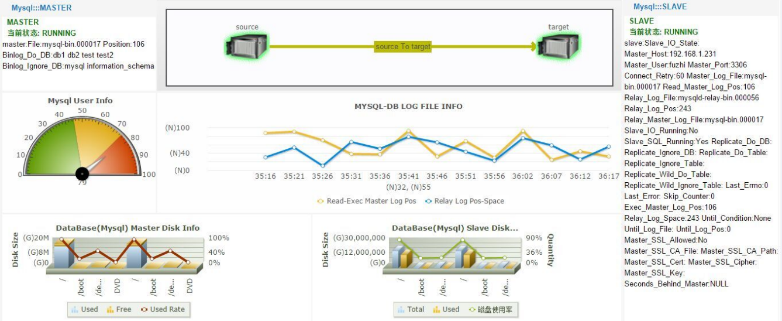 Mysql:::MASTER
MASTER
当前状态: RUNNING
master.File:mysql-bin.000017 Position:106
Binlog_Do_DB:db1 db2 test test2
Binlog_Ignore_DB:mysql information_schema
source
target
source To target
Mysql:::SLAVE
SLAVE
当前状态: RUNNING
slave:Slave_IO_State:
Master_Host:192.168.1.231
Master_User:fuzhl Master_Port:3306
Connect_Retry:60 Master_Log_File:mysql-
bin.000017 Read_Master_Log_Pos:106
Relay_Log_File:mysqld-relay-bin.000056
Relay_Log_Pos:243
Relay_Master_Log_File:mysql-bin.000017
Slave_IO_Running:No
Slave_SQL_Running:Yes Replicate_Do_DB:
Replicate_Ignore_DB: Replicate_Do_Table:
Replicate_Ignore_Table:
Replicate_Wild_Do_Table:
Replicate_Wild_Ignore_Table: Last_Errno:0
Last_Error: Skip_Counter:0
Exec_Master_Log_Pos:106
Relay_Log_Space:243 Until_Condition:None
Until_Log_File: Until_Log_Pos:0
Master_SSL_Allowed:No
Master_SSL_CA_File: Master_SSL_CA_Path:
Master_SSL_Cert: Master_SSL_Cipher:
Master_SSL_Key:
Seconds_Behind_Master:NULL
Mysql User Info
0 10 20 30 40 50 60 70 80 90 100
79
MYSQL-DB LOG FILE INFO
(N)100
(N)40
(N)0
35:16 35:21 35:26 35:31 35:36 35:41 35:46 35:51 35:56 36:02 36:07 36:12 36:17
(N)32, (N)55
Read-Exec Master Log Pos
Relay Log Pos-Space
DataBase(Mysql) Master Disk Info
Disk Size
(G)20M
(G)8M
(G)0
100%
40%
0%
/ /boot /de... DVD / /boot /de... DVD
Used Free Used Rate
DataBase(Mysql) Slave Disk...
Disk Size
(G)30,000,000
(G)12,000,000
(G)0
90%
36%
0%
Quantity
/ /boot /de... / /boot /de...
Total Used 磁盘使用率